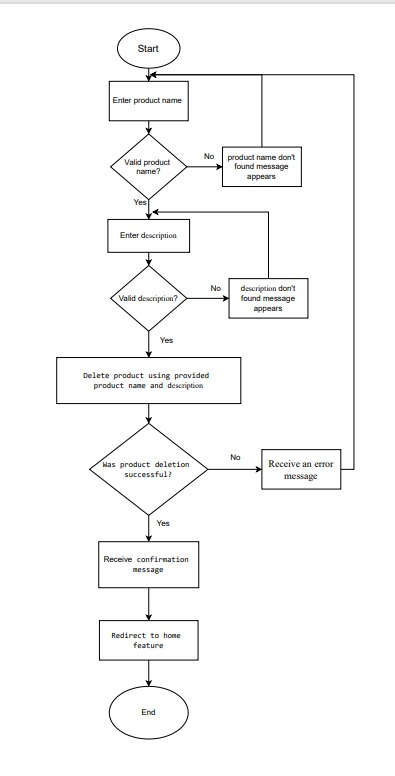 Start
Enter product name
Valid product
name?
No
product name don't
found message
appears
Yes
Enter description
Valid description?
No
description don't
found message
appears
Yes
Delete product using provided
product name and description
Was product deletion
successful?
No
Receive an error
message
Yes
Receive confirmation
message
Redirect to home
feature
End